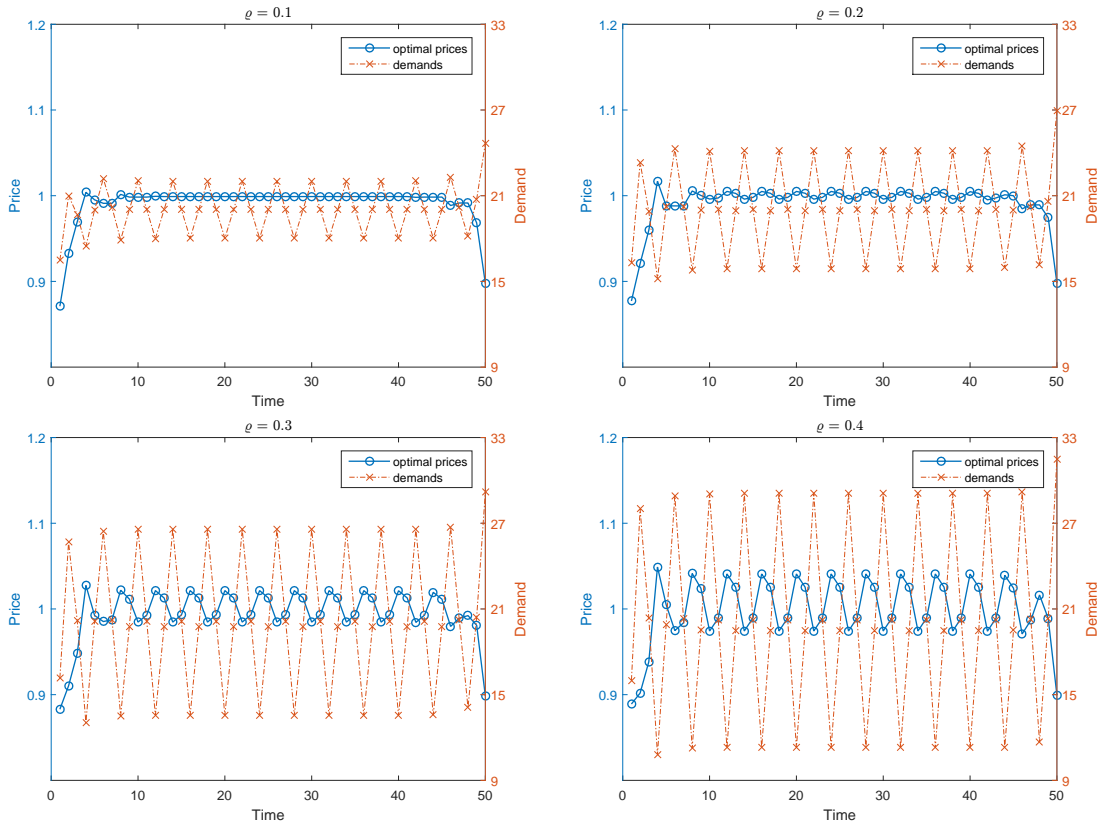 ϱ = 0.1
1.2
1.1
1
0.9
Price
33
27
21
15
9
Demand
optimal prices
demands
0 10 20 30 40 50
Time
ϱ = 0.2
1.2
1.1
1
0.9
Price
33
27
21
15
9
Demand
optimal prices
demands
0 10 20 30 40 50
Time
ϱ = 0.3
1.2
1.1
1
0.9
Price
33
27
21
15
9
Demand
optimal prices
demands
0 10 20 30 40 50
Time
ϱ = 0.4
1.2
1.1
1
0.9
Price
33
27
21
15
9
Demand
optimal prices
demands
0 10 20 30 40 50
Time